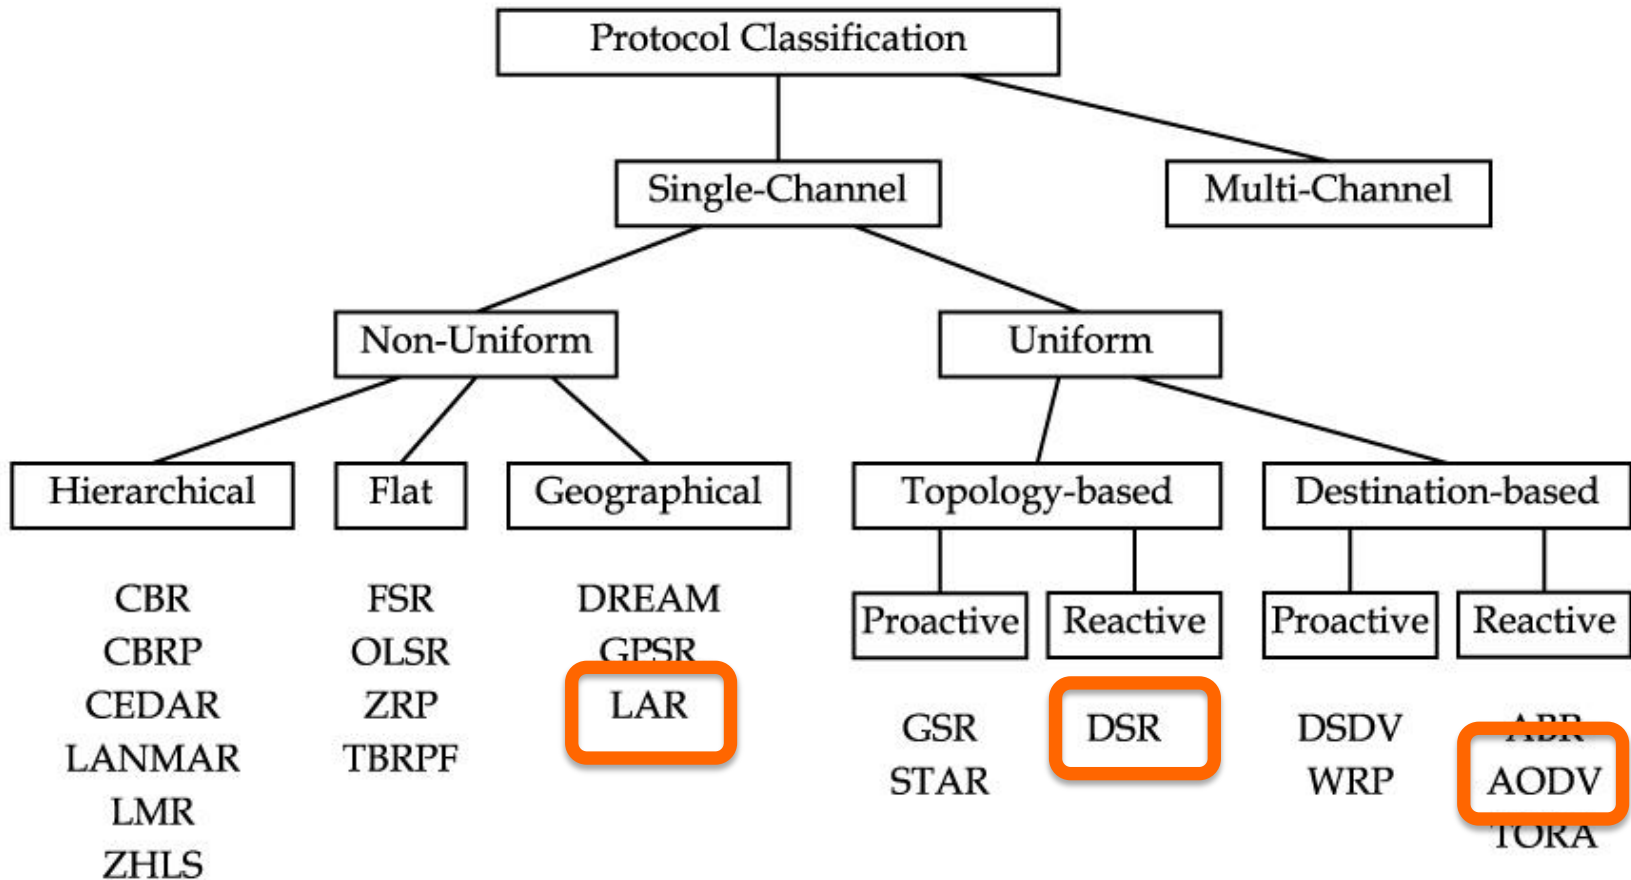 Protocol Classification
Single-Channel
Multi-Channel
Non-Uniform
Uniform
Hierarchical
Flat
Geographical
Topology-based
Destination-based
CBR
CBRP
CEDAR
LANMAR
LMR
ZHLS
FSR
OLSR
ZRP
TBRPF
DREAM
GPSR
LAR
Proactive
Reactive
Proactive
Reactive
GSR
STAR
DSR
DSDV
WRP
ABR
AODV
TORA